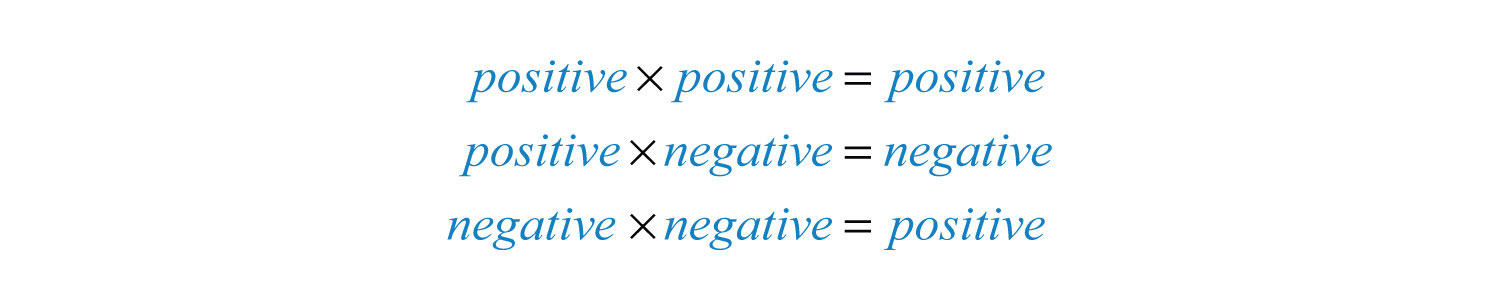 positive × positive = positive
positive × negative = negative
negative × negative = positive